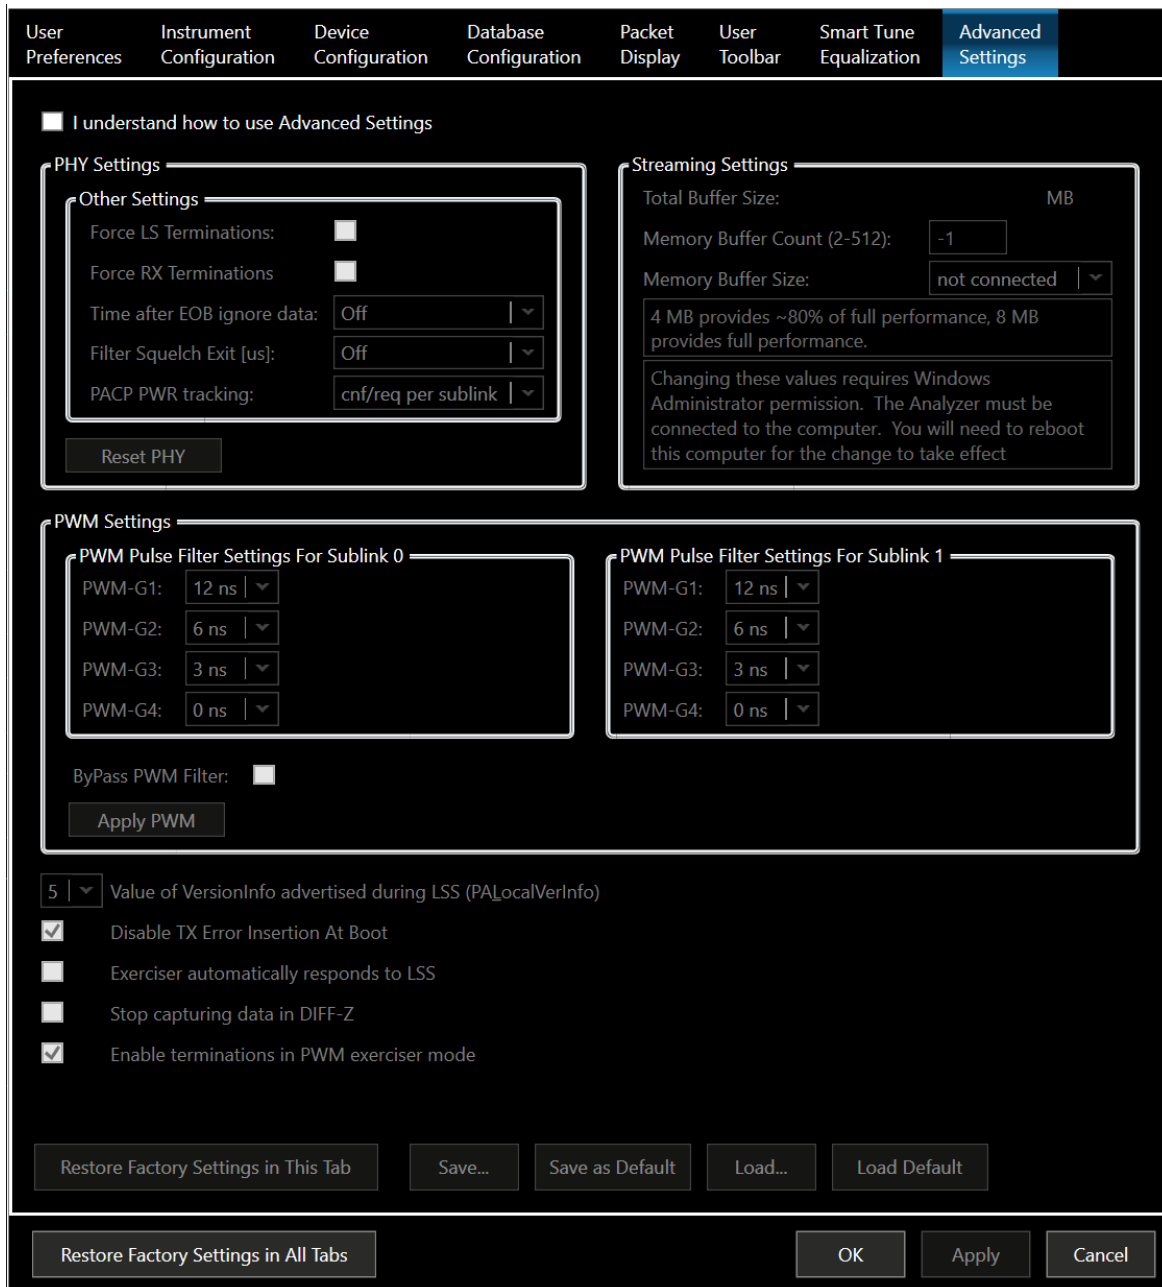 User Preferences
Instrument Configuration
Device Configuration
Database Configuration
Packet Display
User Toolbar
Smart Tune Equalization
Advanced Settings
I understand how to use Advanced Settings
PHY Settings
Other Settings
Force LS Terminations:
Force RX Terminations
Time after EOB ignore data: Off
Filter Squelch Exit [us]: Off
PACP PWR tracking: cnf/req per sublink
Reset PHY
Streaming Settings
Total Buffer Size: MB
Memory Buffer Count (2-512): -1
Memory Buffer Size: not connected
4 MB provides ~80% of full performance, 8 MB
provides full performance.
Changing these values requires Windows
Administrator permission. The Analyzer must be
connected to the computer. You will need to reboot
this computer for the change to take effect
PWM Settings
PWM Pulse Filter Settings For Sublink 0
PWM-G1: 12 ns
PWM-G2: 6 ns
PWM-G3: 3 ns
PWM-G4: 0 ns
PWM Pulse Filter Settings For Sublink 1
PWM-G1: 12 ns
PWM-G2: 6 ns
PWM-G3: 3 ns
PWM-G4: 0 ns
ByPass PWM Filter:
Apply PWM
5 Value of VersionInfo advertised during LSS (PALocalVerInfo)
Disable TX Error Insertion At Boot
Exerciser automatically responds to LSS
Stop capturing data in DIFF-Z
Enable terminations in PWM exerciser mode
Restore Factory Settings in This Tab
Save...
Save as Default
Load...
Load Default
Restore Factory Settings in All Tabs
OK
Apply
Cancel